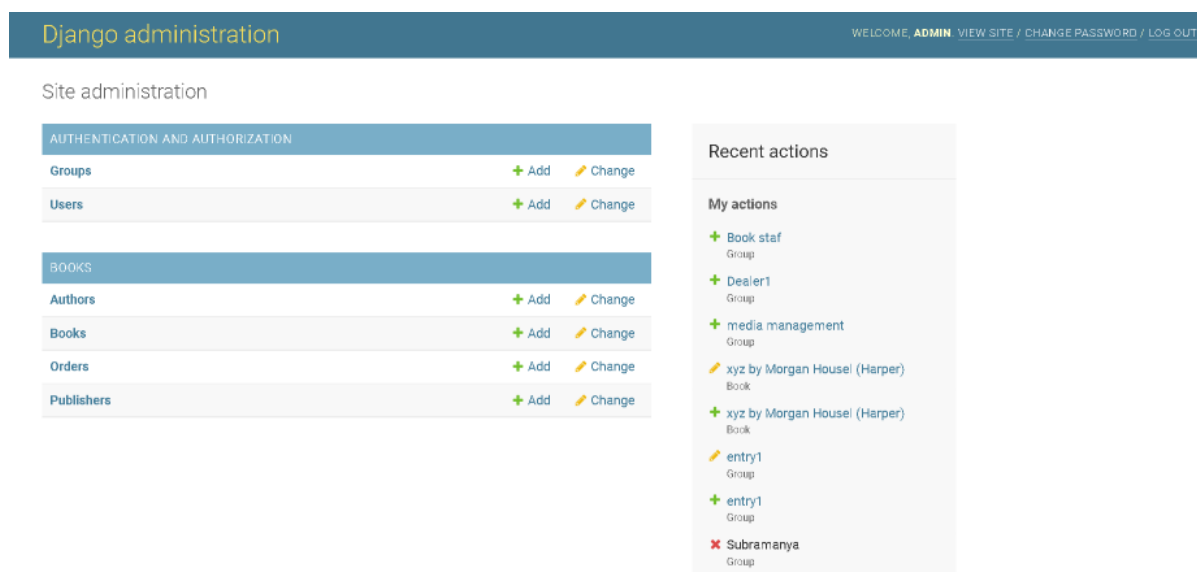 Django administration
WELCOME, ADMIN. VIEW SITE / CHANGE PASSWORD / LOG OUT
Site administration
AUTHENTICATION AND AUTHORIZATION
Groups + Add Change
Users + Add Change
BOOKS
Authors + Add Change
Books + Add Change
Orders + Add Change
Publishers + Add Change
Recent actions
My actions
+ Book staf
Group
+ Dealer1
Group
+ media management
Group
xyz by Morgan Housel (Harper)
Book
+ xyz by Morgan Housel (Harper)
Book
entry1
Group
+ entry1
Group
Subramanya
Group